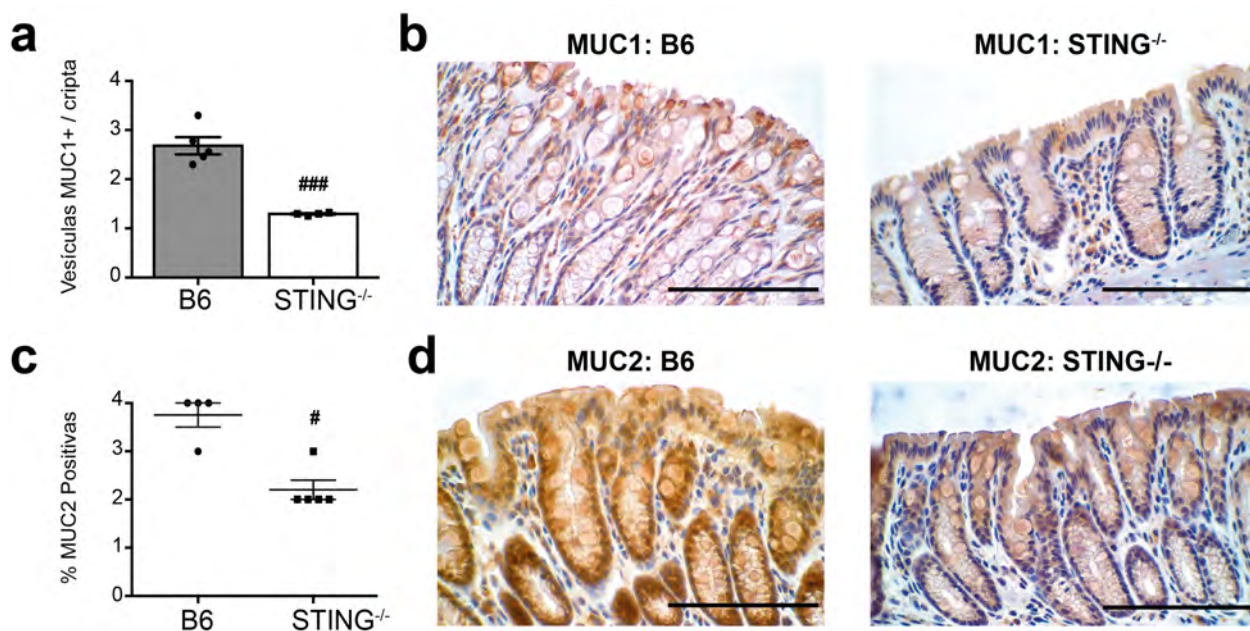 a
Vesículas MUC1+ / cripta
4
3
2
1
0
###
B6
STING-/-
b
MUC1: B6
MUC1: STING-/-
c
% MUC2 Positivas
4
3
2
1
0
#
B6
STING-/-
d
MUC2: B6
MUC2: STING-/-